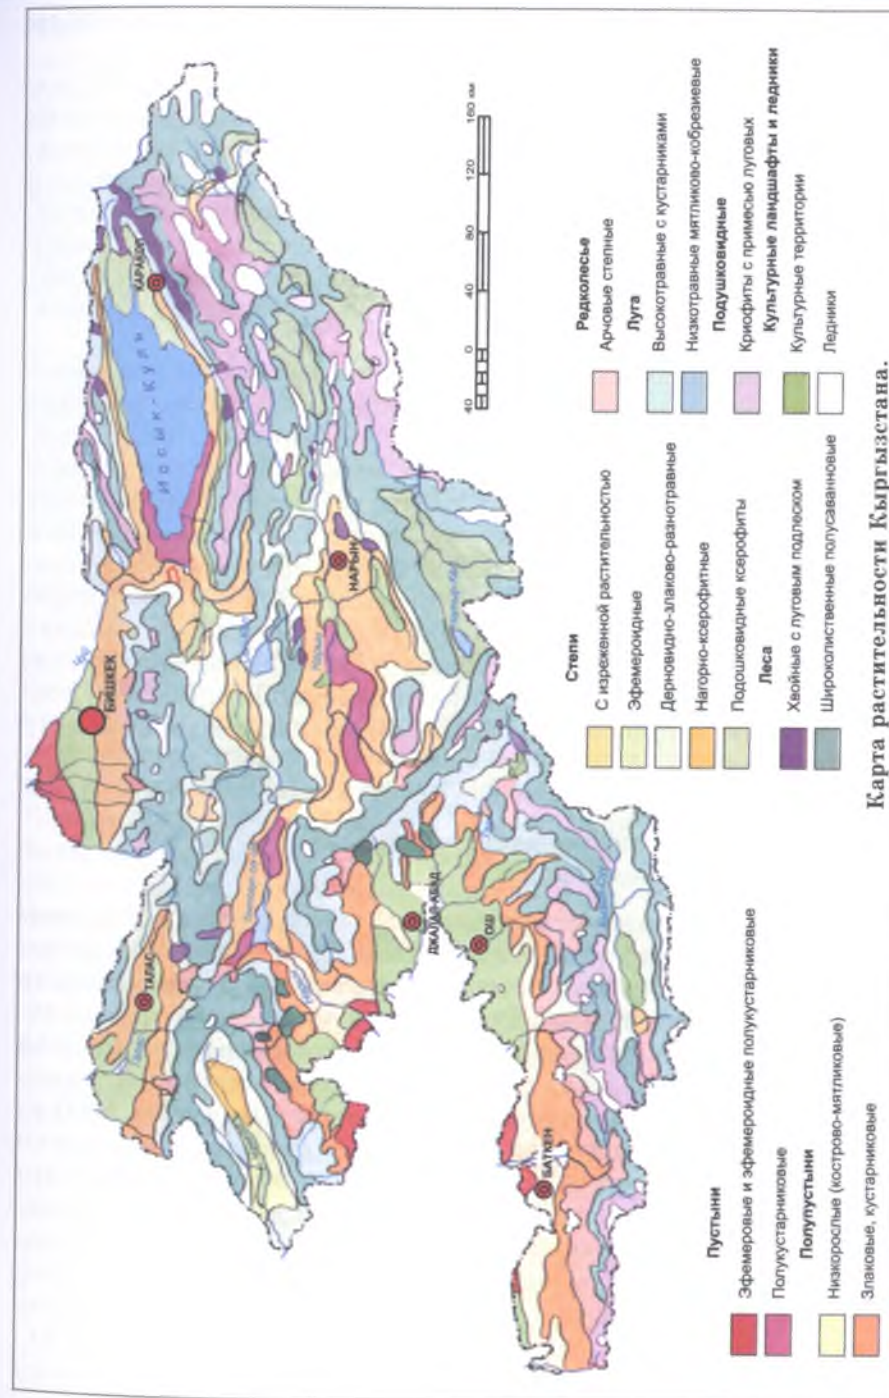 БИШКЕК
ТАЛАС
КАРАКОЛ
Иссык-Куль
НАРЫН
ДЖАЛАЛ-АБАД
ОШ
БАТКЕН
40 0 40 80 120 160 км
Пустыни
Эфемеровые и эфемероидные полукустарниковые
Полукустарниковые
Полупустыни
Низкорослые (кострово-мятликовые)
Злаковые, кустарниковые
Степи
С изреженной растительностью
Эфемероидные
Дерновидно-злаково-разнотравные
Нагорно-ксерофитные
Подошковидные ксерофиты
Леса
Хвойные с луговым подлеском
Широколиственные полусаванновые
Редколесье
Арчовые степные
Луга
Высокотравные с кустарниками
Низкотравные мятликово-кобрезиевые
Подушковидные
Криофиты с примесью луговых
Культурные ландшафты и ледники
Культурные территории
Ледники
Карта растительности Кыргызстана.